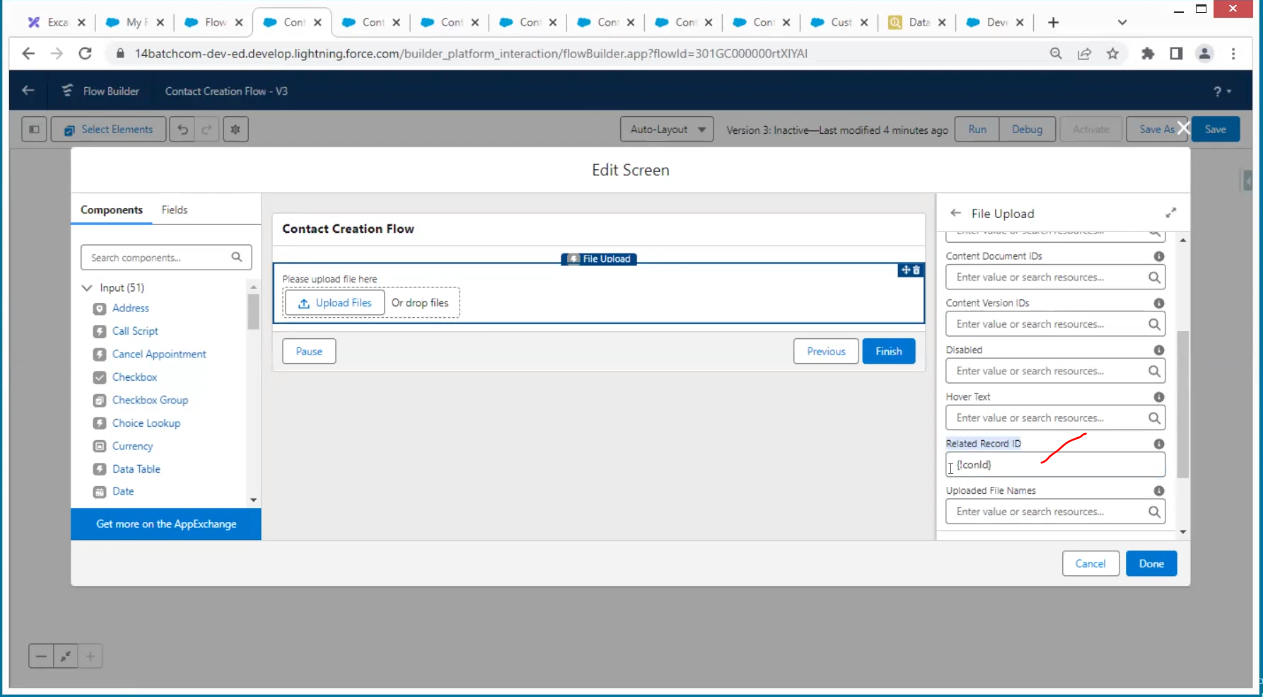 Exca
My F
Flow
Cont
Cont
Cont
Cont
Cont
Cont
Cont
Cust
Data
Deve
14batchcom-dev-ed.develop.lightning.force.com/builder_platform_interaction/flowBuilder.app?flowId=301GC000000rtXIYAI
Flow Builder
Contact Creation Flow - V3
?
Select Elements
Auto-Layout
Version 3: Inactive—Last modified 4 minutes ago
Run
Debug
Activate
Save As
Save
Edit Screen
Components
Fields
Search components...
Input (51)
Address
Call Script
Cancel Appointment
Checkbox
Checkbox Group
Choice Lookup
Currency
Data Table
Date
Get more on the AppExchange
Contact Creation Flow
File Upload
Please upload file here
Upload Files
Or drop files
Pause
Previous
Finish
File Upload
Enter value or search resources...
Content Document IDs
Enter value or search resources...
Content Version IDs
Enter value or search resources...
Disabled
Enter value or search resources...
Hover Text
Enter value or search resources...
Related Record ID
{!conId}
Uploaded File Names
Enter value or search resources...
Cancel
Done